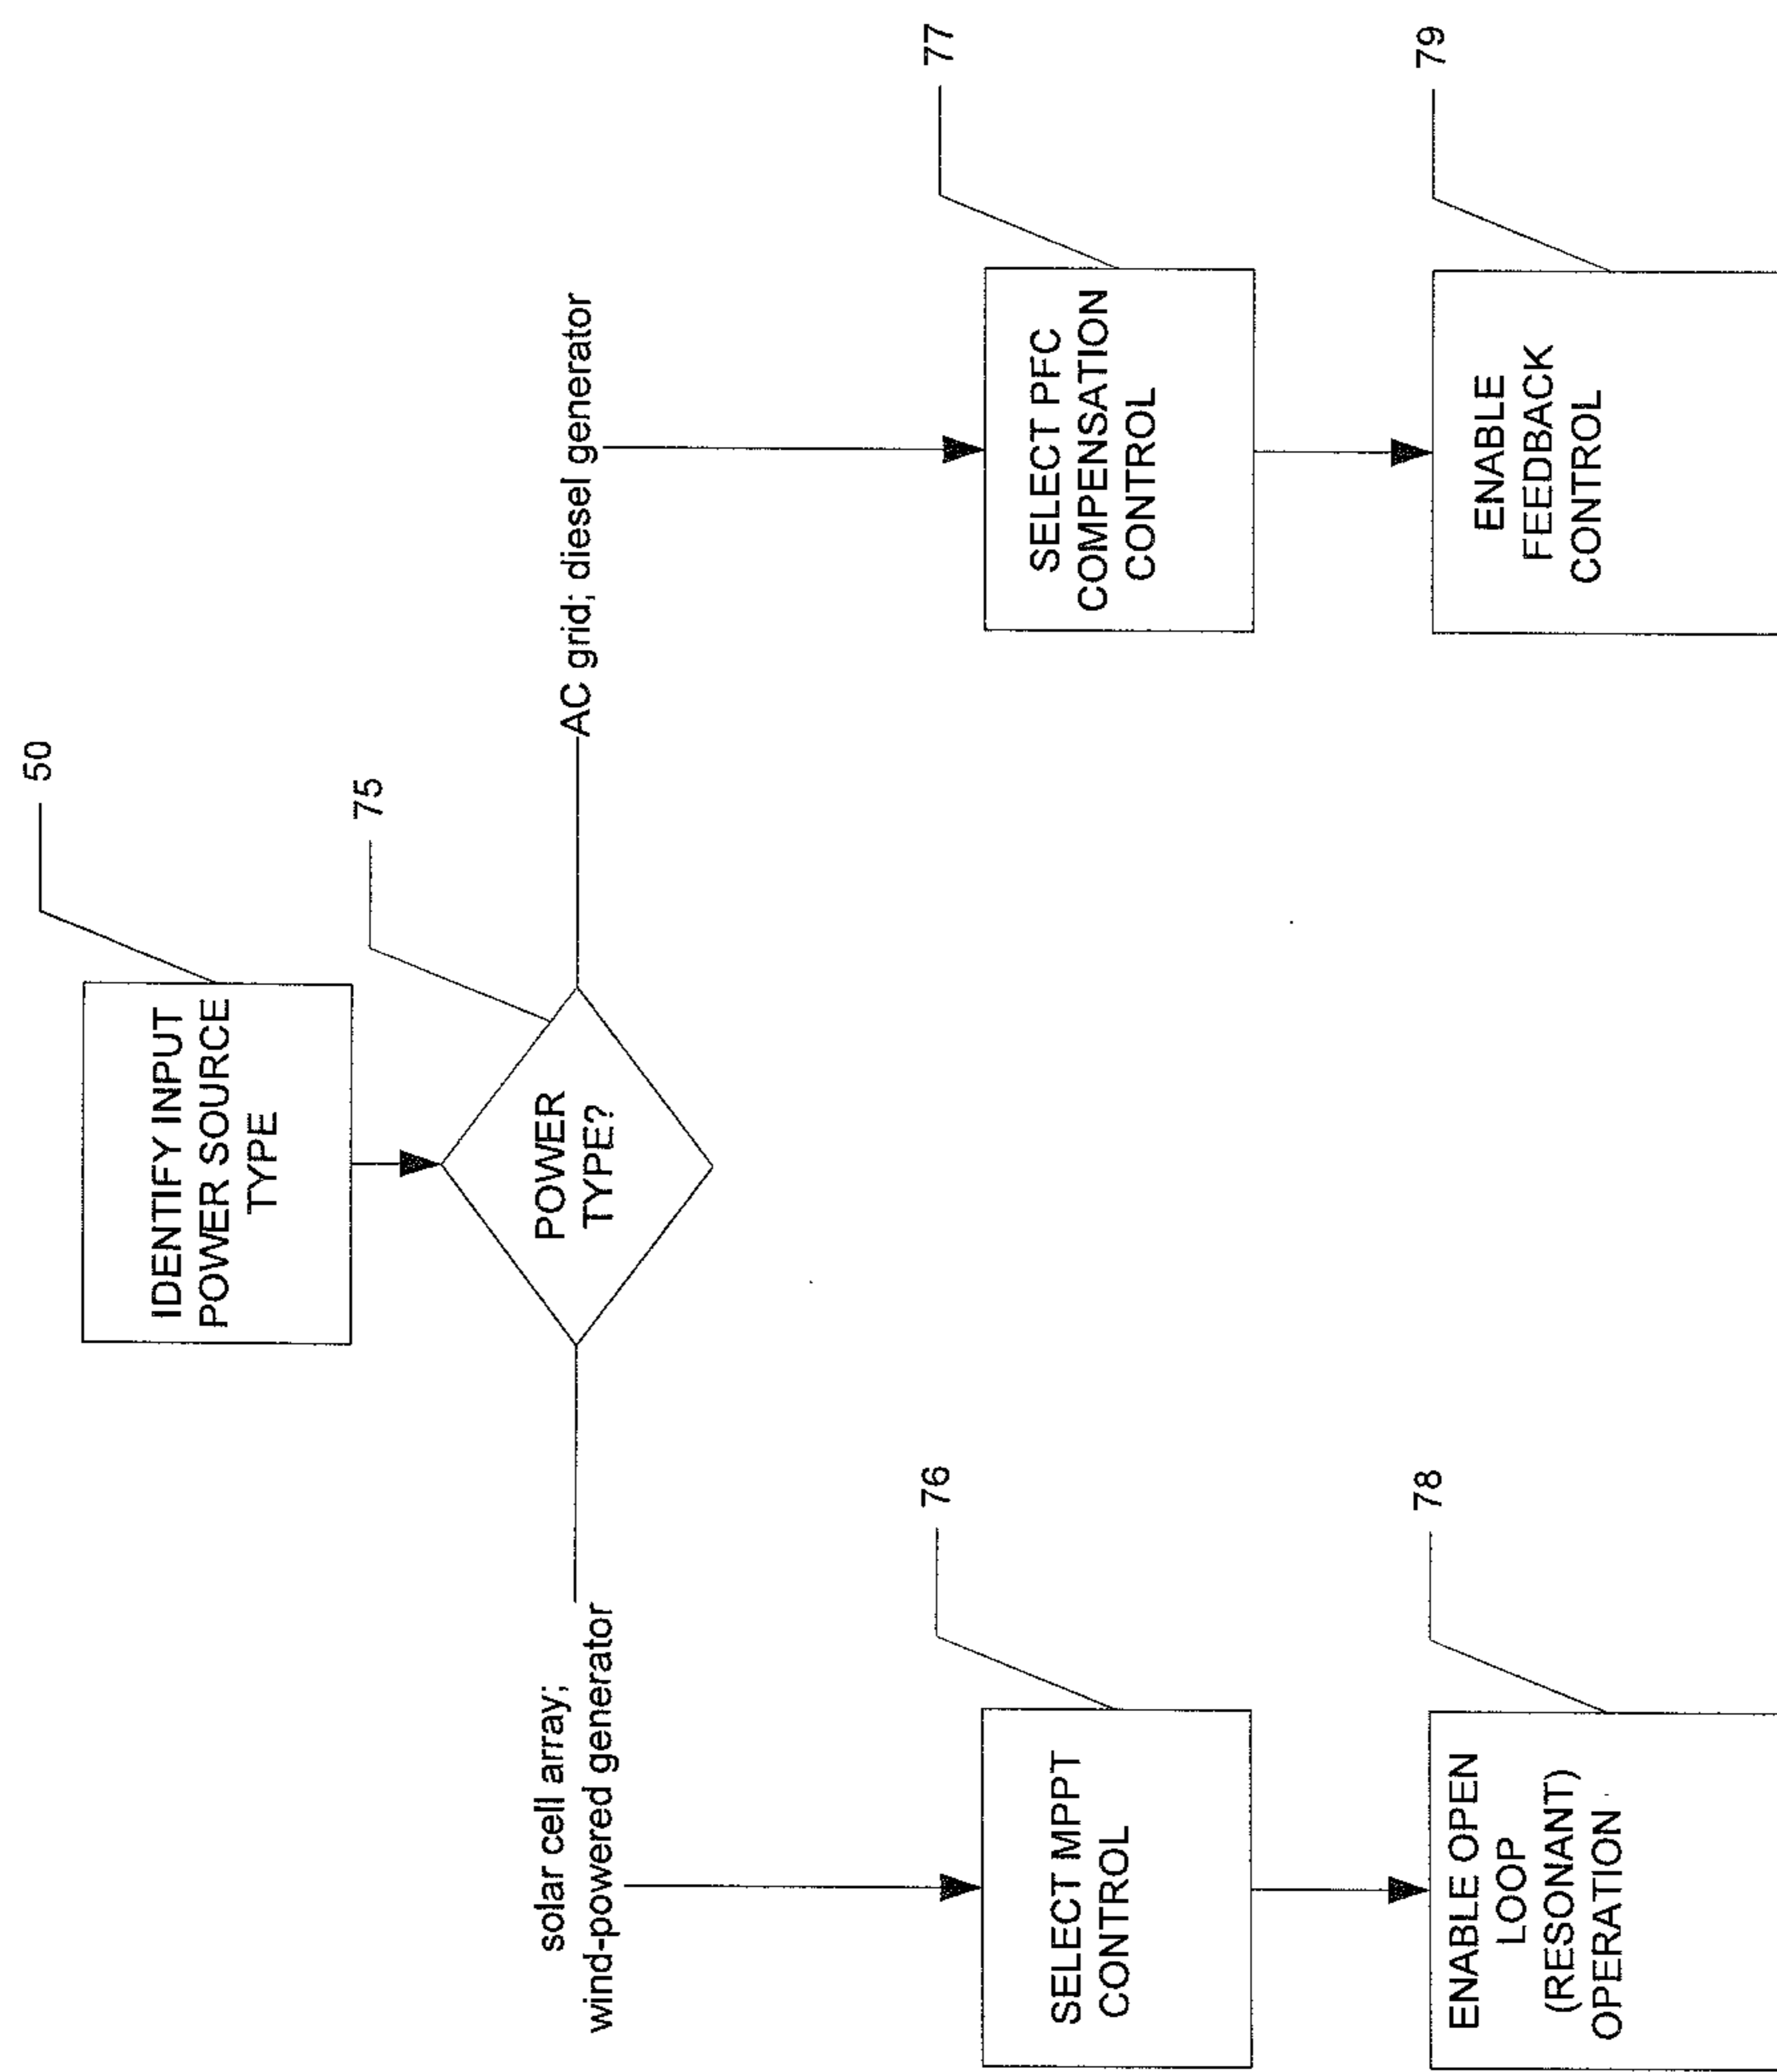 50
IDENTIFY INPUT
POWER SOURCE
TYPE
75
POWER
TYPE?
solar cell array;
wind-powered generator
AC grid; diesel generator
76
SELECT MPPT
CONTROL
77
SELECT PFC
COMPENSATION
CONTROL
78
ENABLE OPEN
LOOP
(RESONANT)
OPERATION
79
ENABLE
FEEDBACK
CONTROL